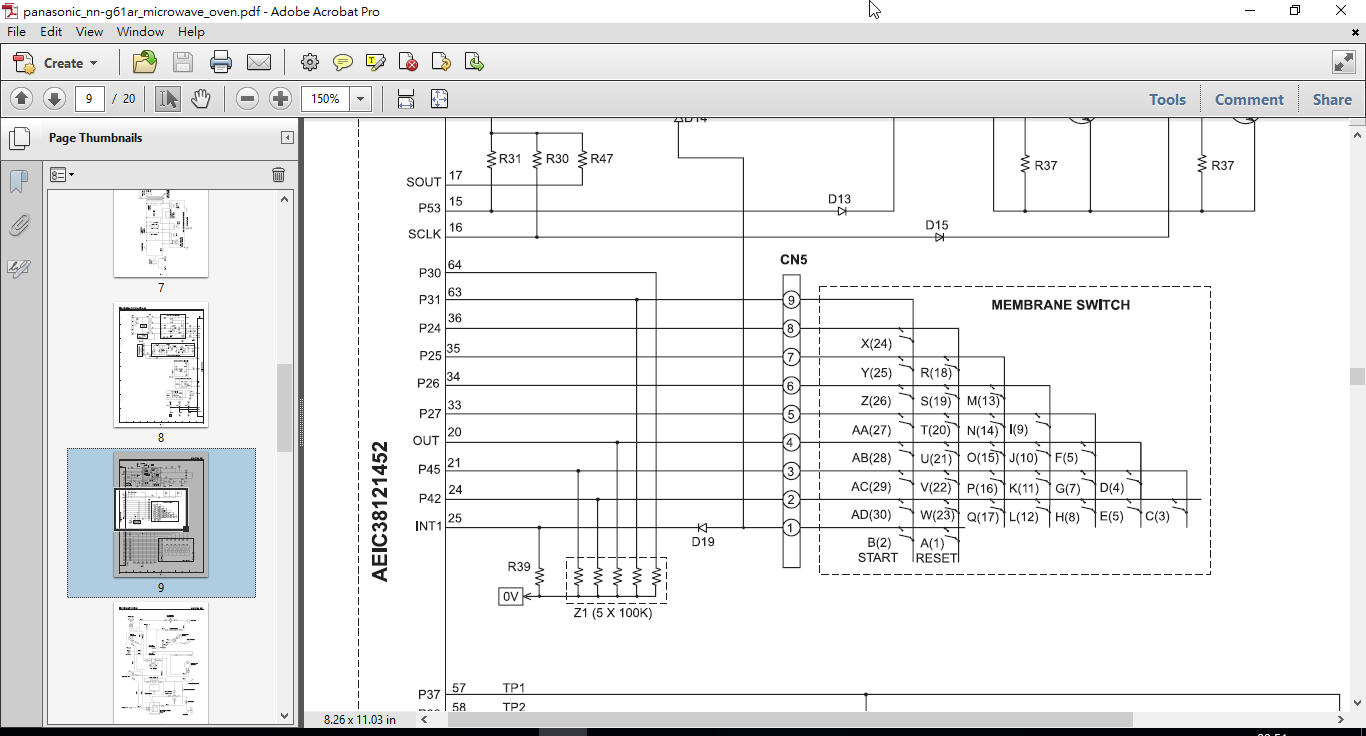 panasonic_nn-g61ar_microwave_oven.pdf - Adobe Acrobat Pro
File Edit View Window Help
Create
9 / 20 150% Tools Comment Share
Page Thumbnails
7
8
9
D14
R31 R30 R47 R37 R37
SOUT 17
P53 15 D13
SCLK 16 D15
CN5
P30 64
P31 63 9 MEMBRANE SWITCH
P24 36 8
X(24)
P25 35 7
Y(25) R(18)
P26 34 6
Z(26) S(19) M(13)
P27 33 5
AA(27) T(20) N(14) I(9)
OUT 20 4
AB(28) U(21) O(15) J(10) F(5)
P45 21 3
AC(29) V(22) P(16) K(11) G(7) D(4)
P42 24 2
AD(30) W(23) Q(17) L(12) H(8) E(5) C(3)
INT1 25 1
D19
B(2) A(1)
START RESET
AEIC38121452
R39
0V
Z1 (5 X 100K)
P37 57 TP1
58 TP2
8.26 x 11.03 in